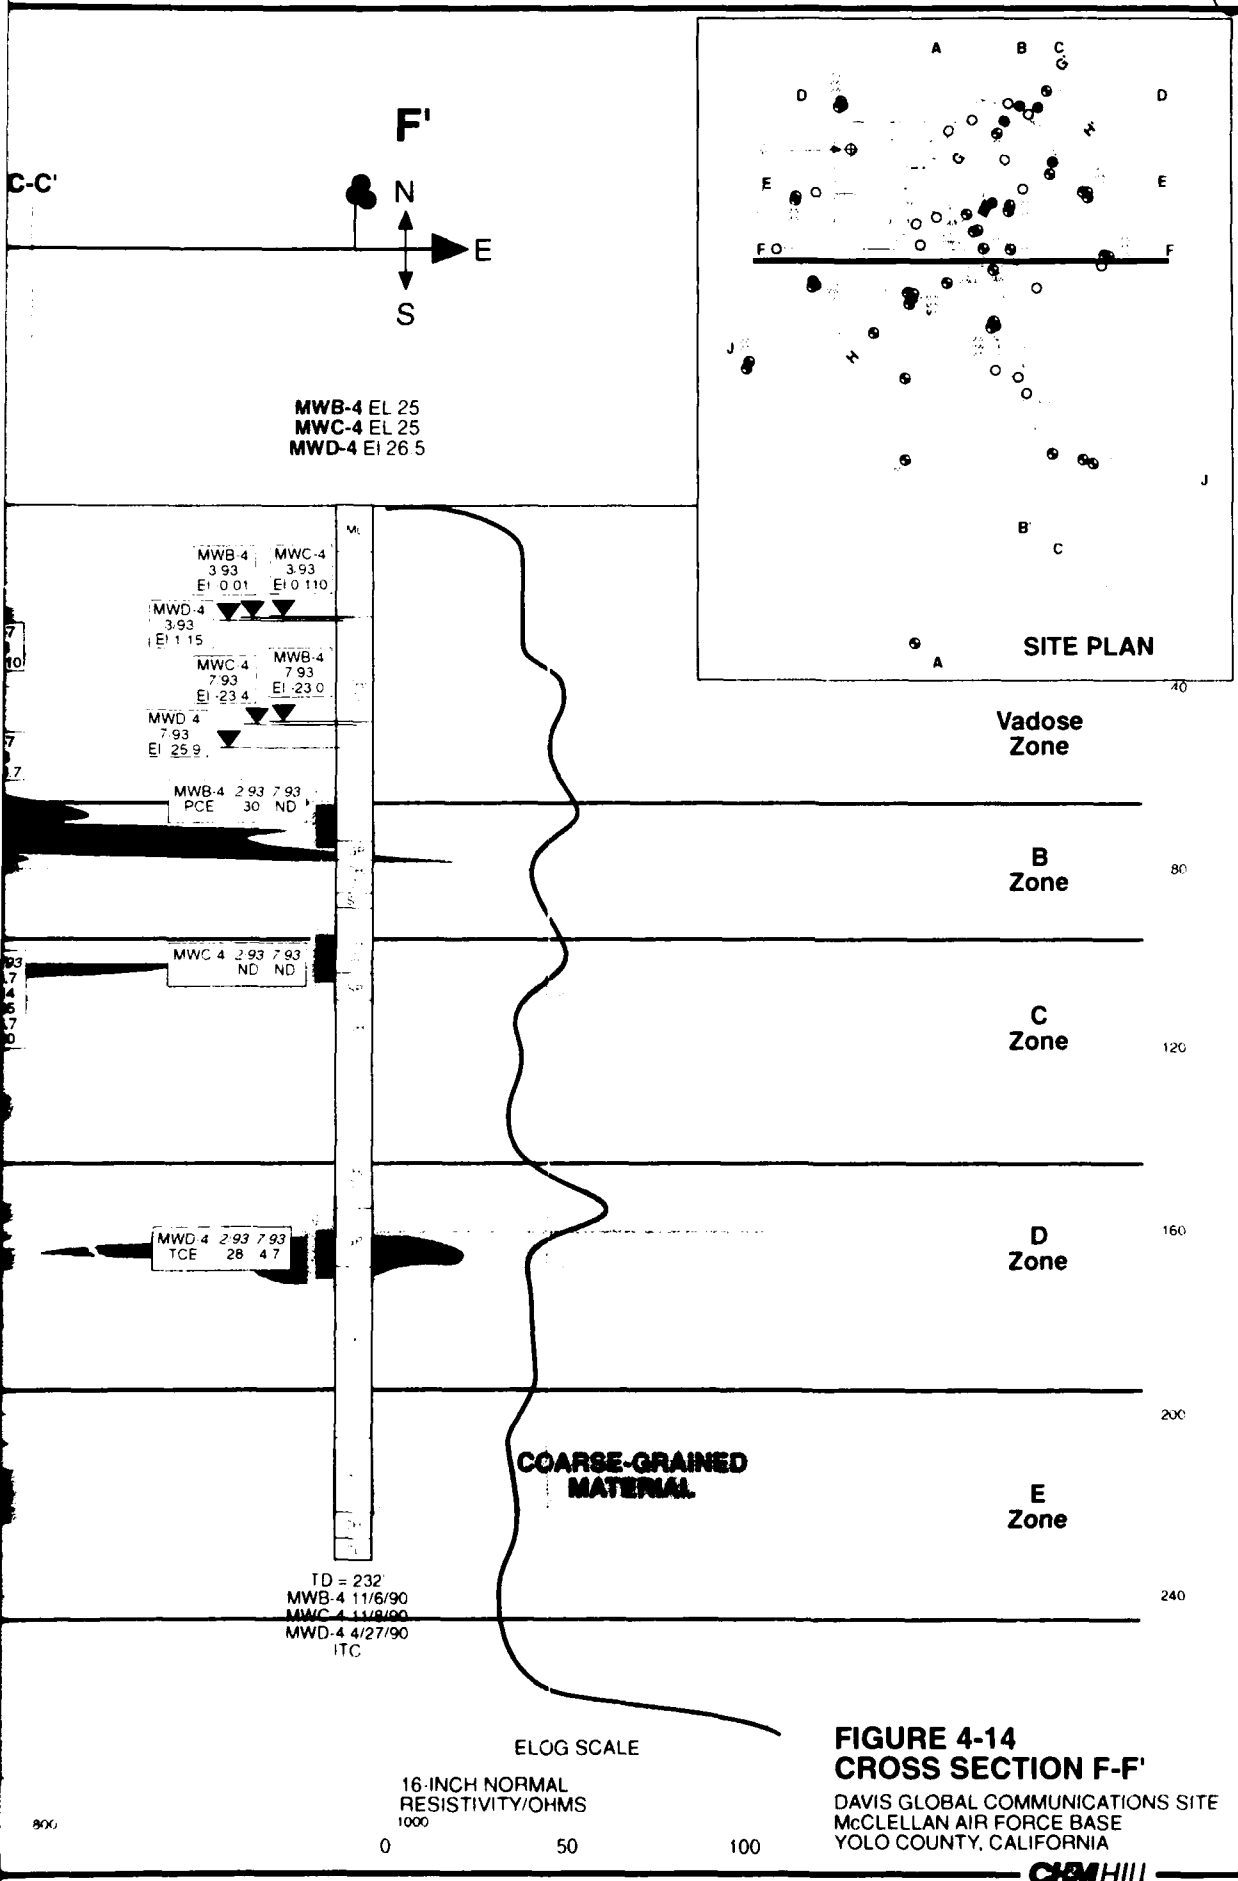 F'
C-C'
N
E
S
MWB-4 EL 25
MWC-4 EL 25
MWD-4 El 26.5
A B C
G'
D D
H'
G
E E
F F
J
H
J
B'
C
A
SITE PLAN
ML
MWB-4
3 93
El -0 01
MWC-4
3 93
El 0 110
MWD-4
3/93
El 1 15
MWC-4
7 93
El -23 4
MWB-4
7 93
El -23 0
MWD 4
7 93
El 25 9
40
Vadose
Zone
MWB-4 2 93 7 93
PCE 30 ND
B
Zone
80
MWC 4 2 93 7 93
ND ND
C
Zone
120
MWD-4 2 93 7 93
TCE 28 4 7
D
Zone
160
200
COARSE-GRAINED
MATERIAL
E
Zone
240
TD = 232'
MWB-4 11/6/90
MWC-4 11/8/90
MWD-4 4/27/90
ITC
ELOG SCALE
16-INCH NORMAL
RESISTIVITY/OHMS
800 1000
0 50 100
FIGURE 4-14
CROSS SECTION F-F'
DAVIS GLOBAL COMMUNICATIONS SITE
McCLELLAN AIR FORCE BASE
YOLO COUNTY, CALIFORNIA
CH2M HILL